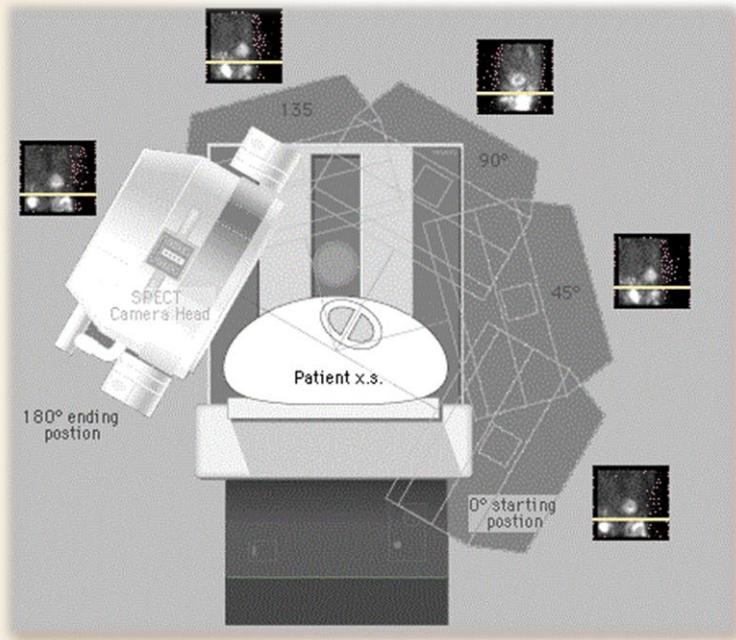 135
90°
45°
SPECT
Camera Head
Patient x.s.
180° ending
postion
0° starting
postion